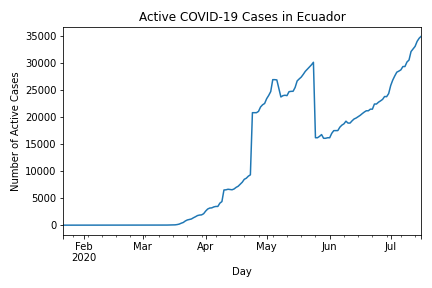 Active COVID-19 Cases in Ecuador
Number of Active Cases
35000
30000
25000
20000
15000
10000
5000
0
Feb
2020
Mar
Apr
May
Jun
Jul
Day